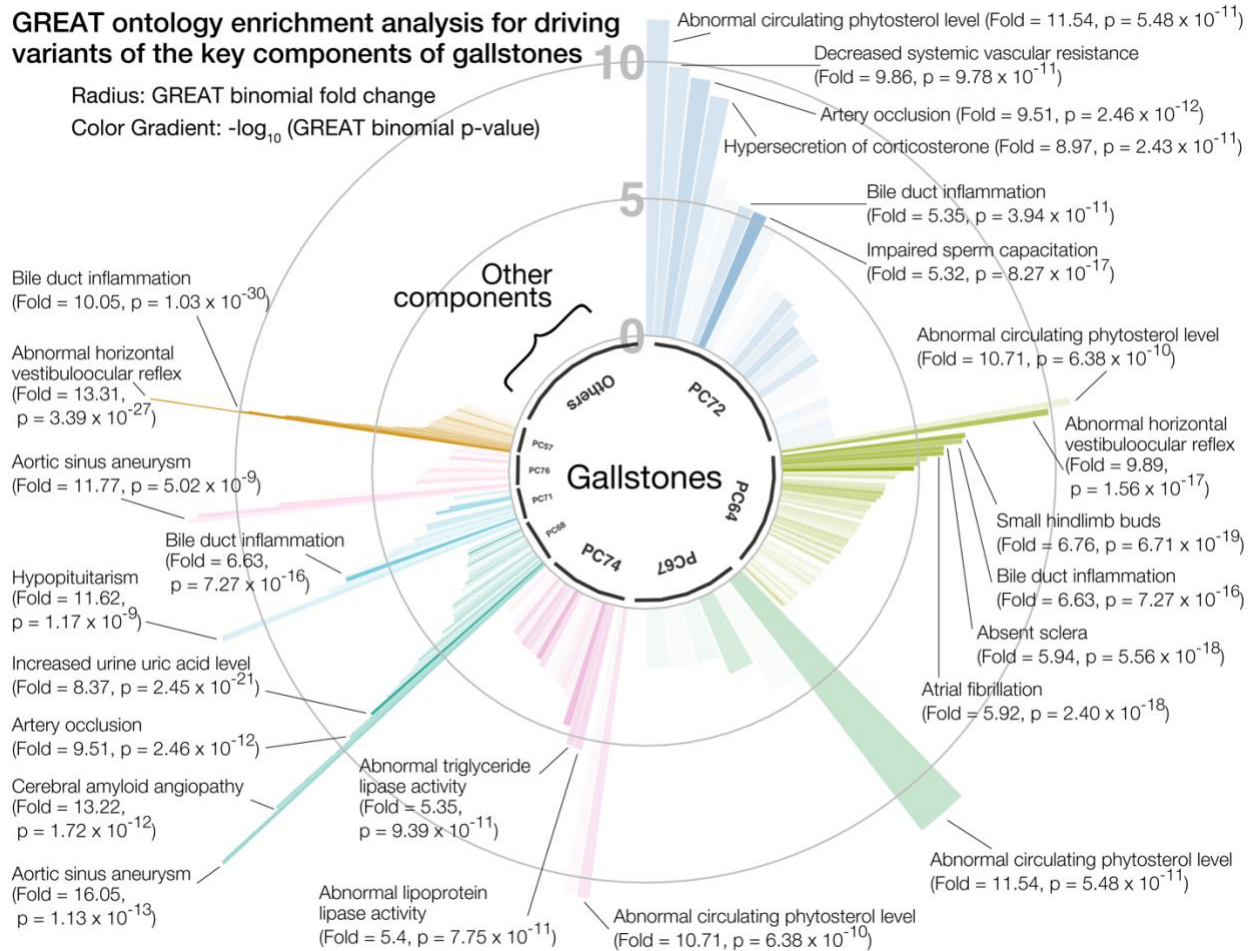 GREAT ontology enrichment analysis for driving
variants of the key components of gallstones
Radius: GREAT binomial fold change
Color Gradient: -log10 (GREAT binomial p-value)
10
5
0
Abnormal circulating phytosterol level (Fold = 11.54, p = 5.48 x 10-11)
Decreased systemic vascular resistance
(Fold = 9.86, p = 9.78 x 10-11)
Artery occlusion (Fold = 9.51, p = 2.46 x 10-12)
Hypersecretion of corticosterone (Fold = 8.97, p = 2.43 x 10-11)
Bile duct inflammation
(Fold = 5.35, p = 3.94 x 10-11)
Impaired sperm capacitation
(Fold = 5.32, p = 8.27 x 10-17)
Abnormal circulating phytosterol level
(Fold = 10.71, p = 6.38 x 10-10)
Abnormal horizontal
vestibuloocular reflex
(Fold = 9.89,
p = 1.56 x 10-17)
Small hindlimb buds
(Fold = 6.76, p = 6.71 x 10-19)
Bile duct inflammation
(Fold = 6.63, p = 7.27 x 10-16)
Absent sclera
(Fold = 5.94, p = 5.56 x 10-18)
Atrial fibrillation
(Fold = 5.92, p = 2.40 x 10-18)
Abnormal circulating phytosterol level
(Fold = 11.54, p = 5.48 x 10-11)
Abnormal circulating phytosterol level
(Fold = 10.71, p = 6.38 x 10-10)
Abnormal lipoprotein
lipase activity
(Fold = 5.4, p = 7.75 x 10-11)
Abnormal triglyceride
lipase activity
(Fold = 5.35,
p = 9.39 x 10-11)
Aortic sinus aneurysm
(Fold = 16.05,
p = 1.13 x 10-13)
Cerebral amyloid angiopathy
(Fold = 13.22,
p = 1.72 x 10-12)
Artery occlusion
(Fold = 9.51, p = 2.46 x 10-12)
Increased urine uric acid level
(Fold = 8.37, p = 2.45 x 10-21)
Hypopituitarism
(Fold = 11.62,
p = 1.17 x 10-9)
Bile duct inflammation
(Fold = 6.63,
p = 7.27 x 10-16)
Aortic sinus aneurysm
(Fold = 11.77, p = 5.02 x 10-9)
Abnormal horizontal
vestibuloocular reflex
(Fold = 13.31,
p = 3.39 x 10-27)
Bile duct inflammation
(Fold = 10.05, p = 1.03 x 10-30)
Other
components
Others
PC72
PC64
PC67
PC74
PC68
PC71
PC76
PC57
Gallstones